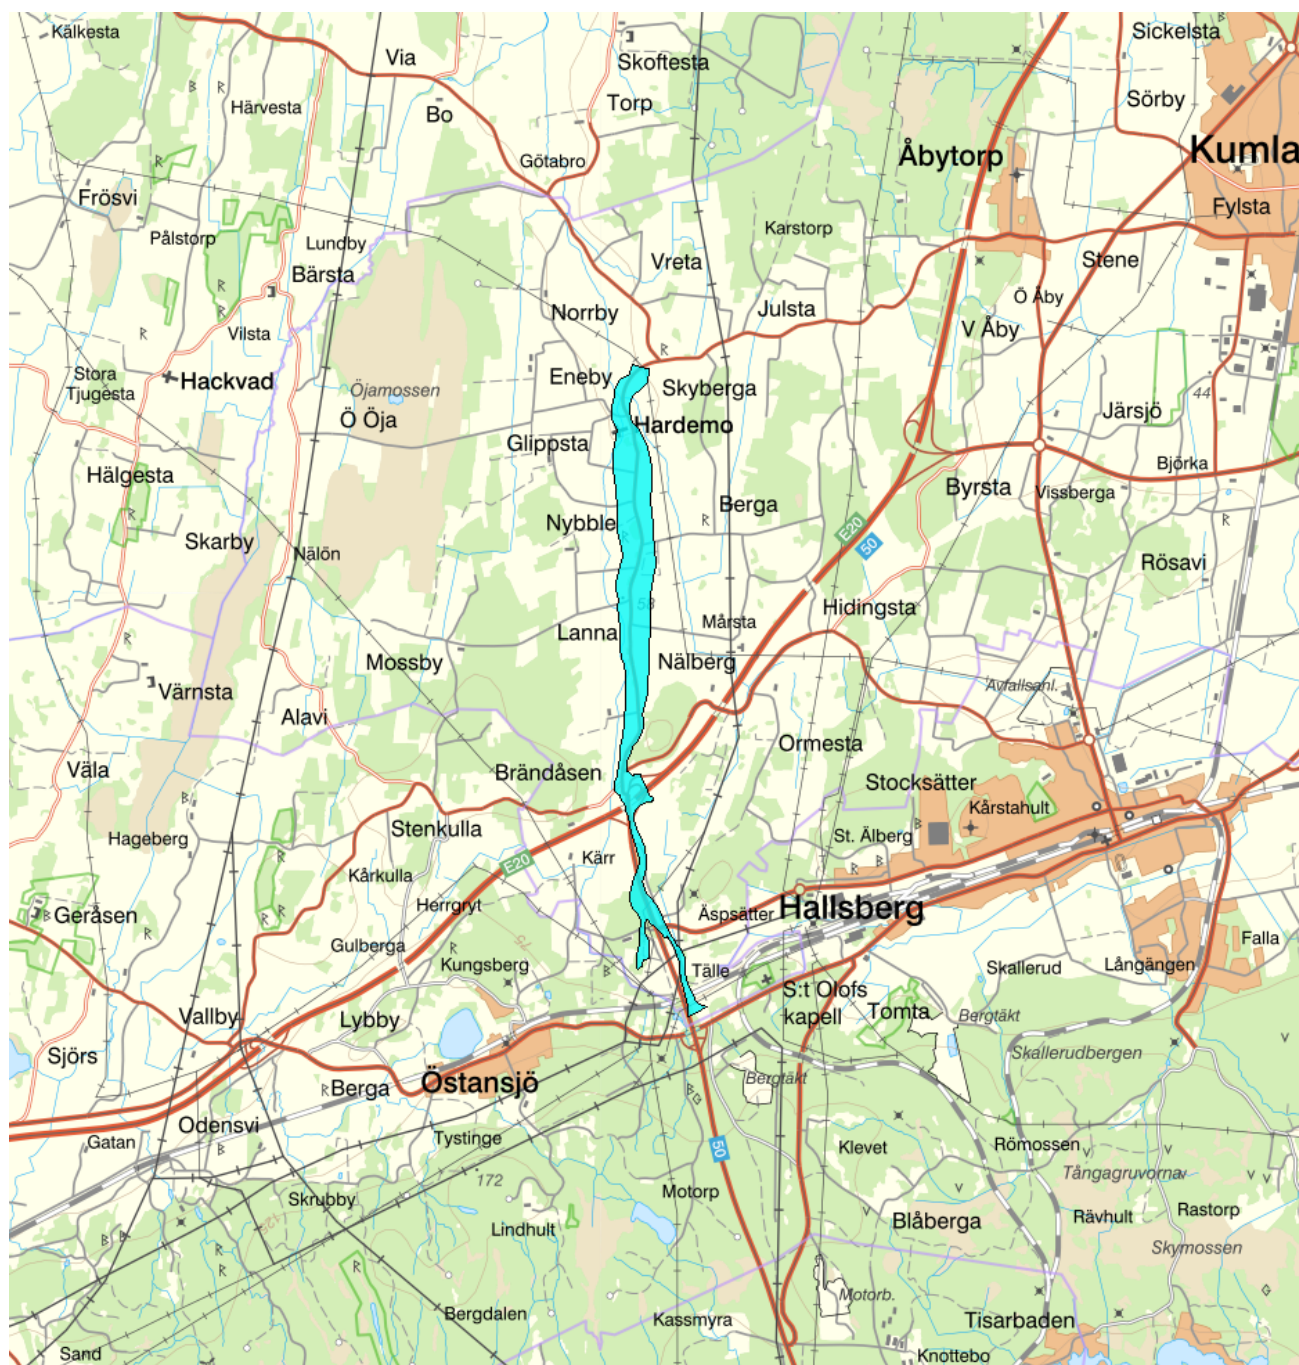 Kälkesta
Via
Skoftesta
Sickelsta
Härvesta
Bo
Torp
Sörby
Götabro
Åbytorp
Kumla
Frösvi
Pålstorp
Lundby
Karstorp
Fylsta
Bärsta
Vreta
Stene
Vilsta
Norrby
Julsta
Ö Åby
V Åby
Stora
Tjugesta
Hackvad
Öjamossen
Eneby
Skyberga
44
Ö Öja
Hardemo
Järsjö
Glippsta
Hälgesta
Björka
Berga
Byrsta
Vissberga
Nybble
E20
50
Skarby
Nälön
Rösavi
58
Hidingsta
Lanna
Mårsta
Mossby
Nälberg
Värnsta
Avfallsanl.
Alavi
Ormesta
Väla
Brändåsen
Stocksätter
Kårstahult
Hageberg
Stenkulla
St. Älberg
Kärr
E20
Kårkulla
Geråsen
Herrgryt
Äspsätter
Hallsberg
Gulberga
75
Falla
Kungsberg
Tälle
Skallerud
Långängen
S:t Olofs
kapell
Tomta
Vallby
Lybby
Bergtäkt
Sjörs
Skallerudbergen
Berga
Östansjö
Bergtäkt
Odensvi
Gatan
Tystinge
50
Klevet
Römossen
172
Tångagruvorna
Skrubby
Motorp
Lindhult
Blåberga
Rävhult
Rastorp
Skymossen
Motorb.
Bergdalen
Kassmyra
Tisarbaden
Sand
Knottebo